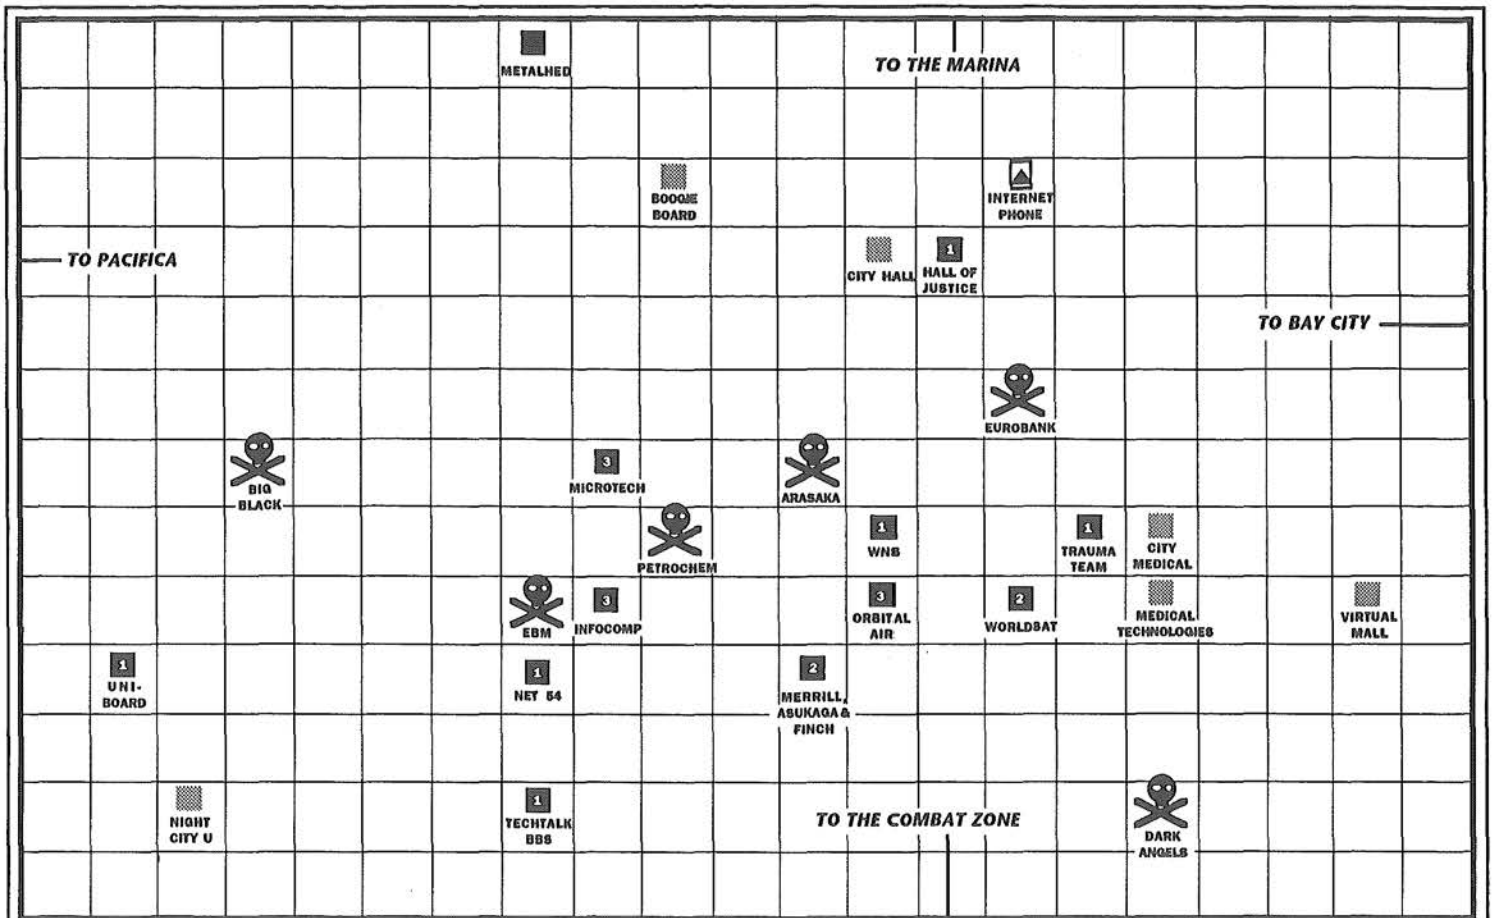 TO THE MARINA
METALHED
BOOGIE
BOARD
INTERNET
PHONE
TO PACIFICA
CITY HALL
1
HALL OF
JUSTICE
TO BAY CITY
EUROBANK
BIG
BLACK
3
MICROTECH
ARASAKA
PETROCHEM
1
WNS
1
TRAUMA
TEAM
CITY
MEDICAL
EBM
3
INFOCOMP
3
ORBITAL
AIR
2
WORLDSAT
MEDICAL
TECHNOLOGIES
VIRTUAL
MALL
1
UNI-
BOARD
1
NET 54
2
MERRILL,
ASUKAGA &
FINCH
NIGHT
CITY U
1
TECHTALK
BBS
TO THE COMBAT ZONE
DARK
ANGELS